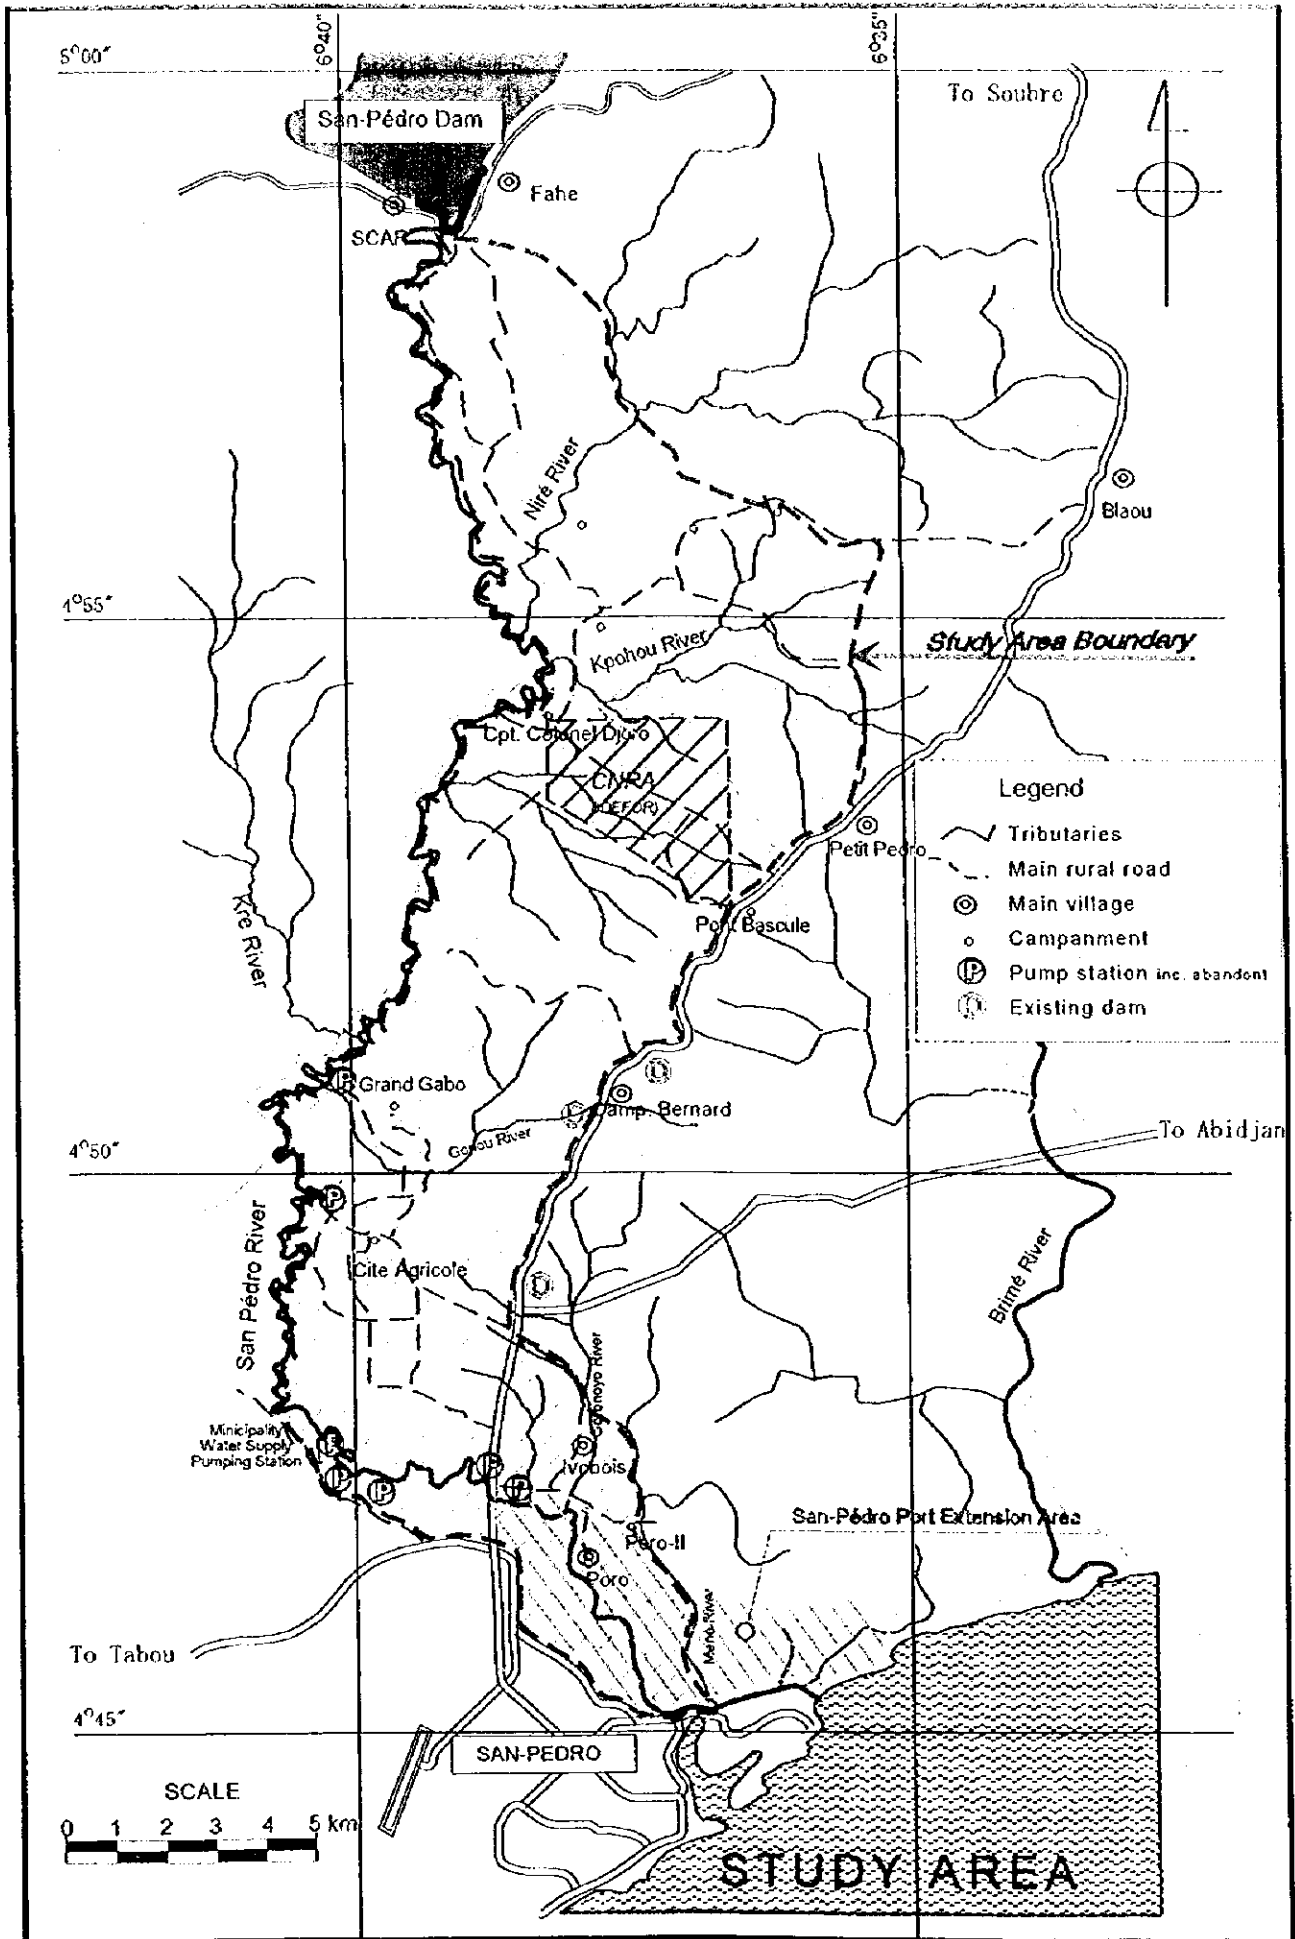 6°40"
6°35"
5°00"
To Soubre
San-Pédro Dam
Fahe
SCAF
Niré River
Blaou
4°55"
Kpohou River
Study Area Boundary
Cpt. Colonel Djoro
CNRA
Legend
Tributaries
Main rural road
Main village
Campanment
Pump station inc. abandont
Existing dam
Petit Pedro
Pont Bascule
Kre River
Grand Gabo
Camp. Bernard
River
4°50"
To Abidjan
San Pédro River
Cite Agricole
Brimé River
River
Minicipality
Water Supply
Pumping Station
San-Pédro Port Extension Area
Poro-II
Poro
River
To Tabou
4°45"
SAN-PEDRO
SCALE
0 1 2 3 4 5 km
STUDY AREA